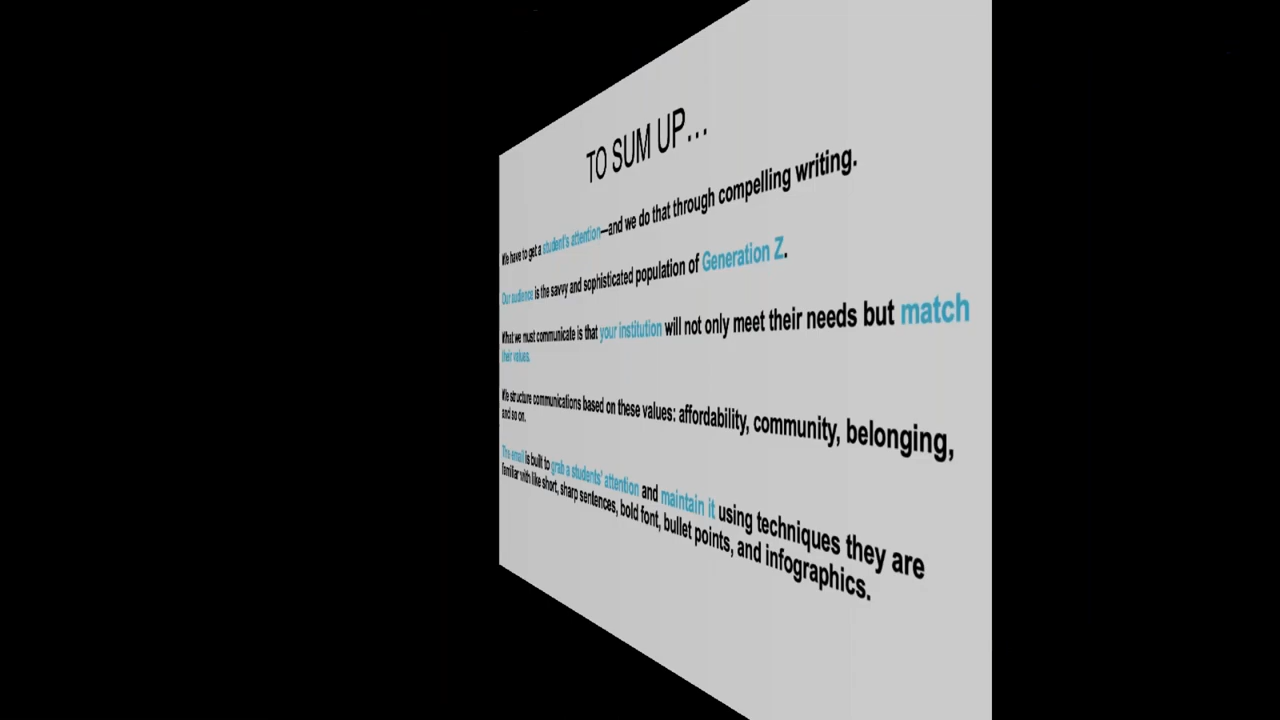 TO SUM UP...
We have to get a student's attention—and we do that through compelling writing.
Our audience is the savvy and sophisticated population of Generation Z.
What we must communicate is that your institution will not only meet their needs but match
their values.
We structure communications based on these values: affordability, community, belonging,
and so on.
The email is built to grab a students' attention and maintain it using techniques they are
familiar with like short, sharp sentences, bold font, bullet points, and infographics.